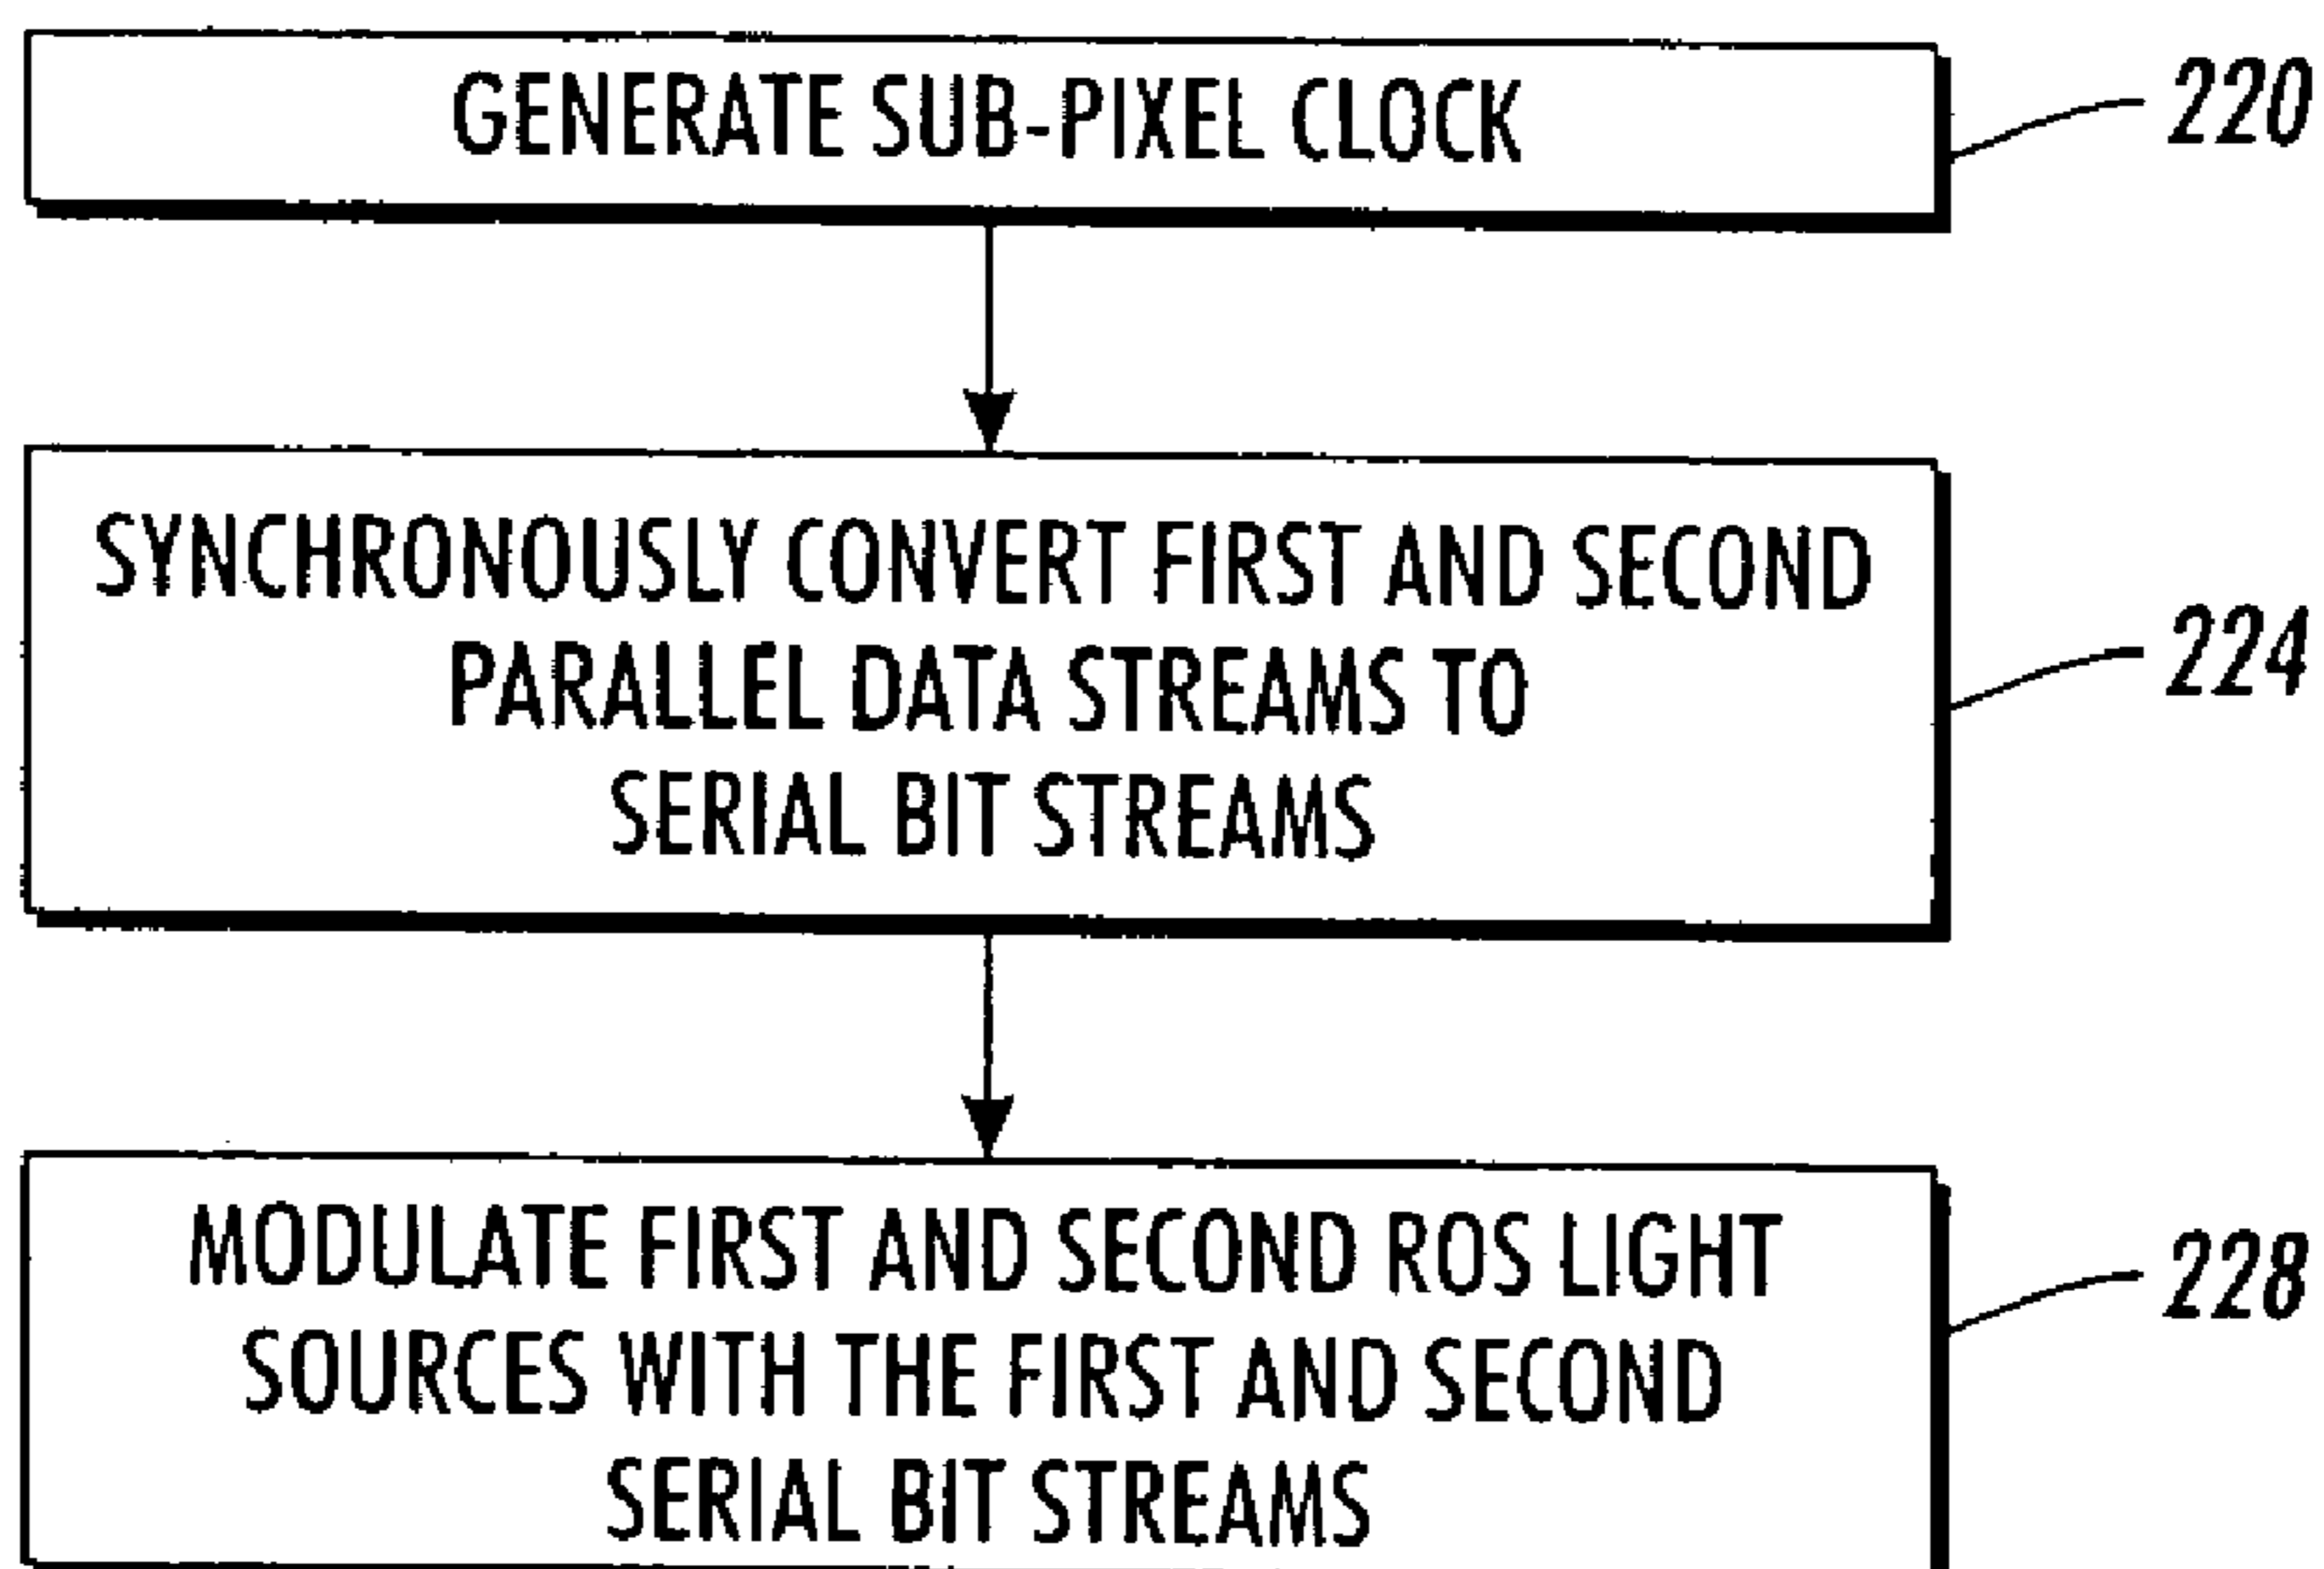 GENERATE SUB-PIXEL CLOCK
220
SYNCHRONOUSLY CONVERT FIRST AND SECOND
PARALLEL DATA STREAMS TO
SERIAL BIT STREAMS
224
MODULATE FIRST AND SECOND ROS LIGHT
SOURCES WITH THE FIRST AND SECOND
SERIAL BIT STREAMS
228